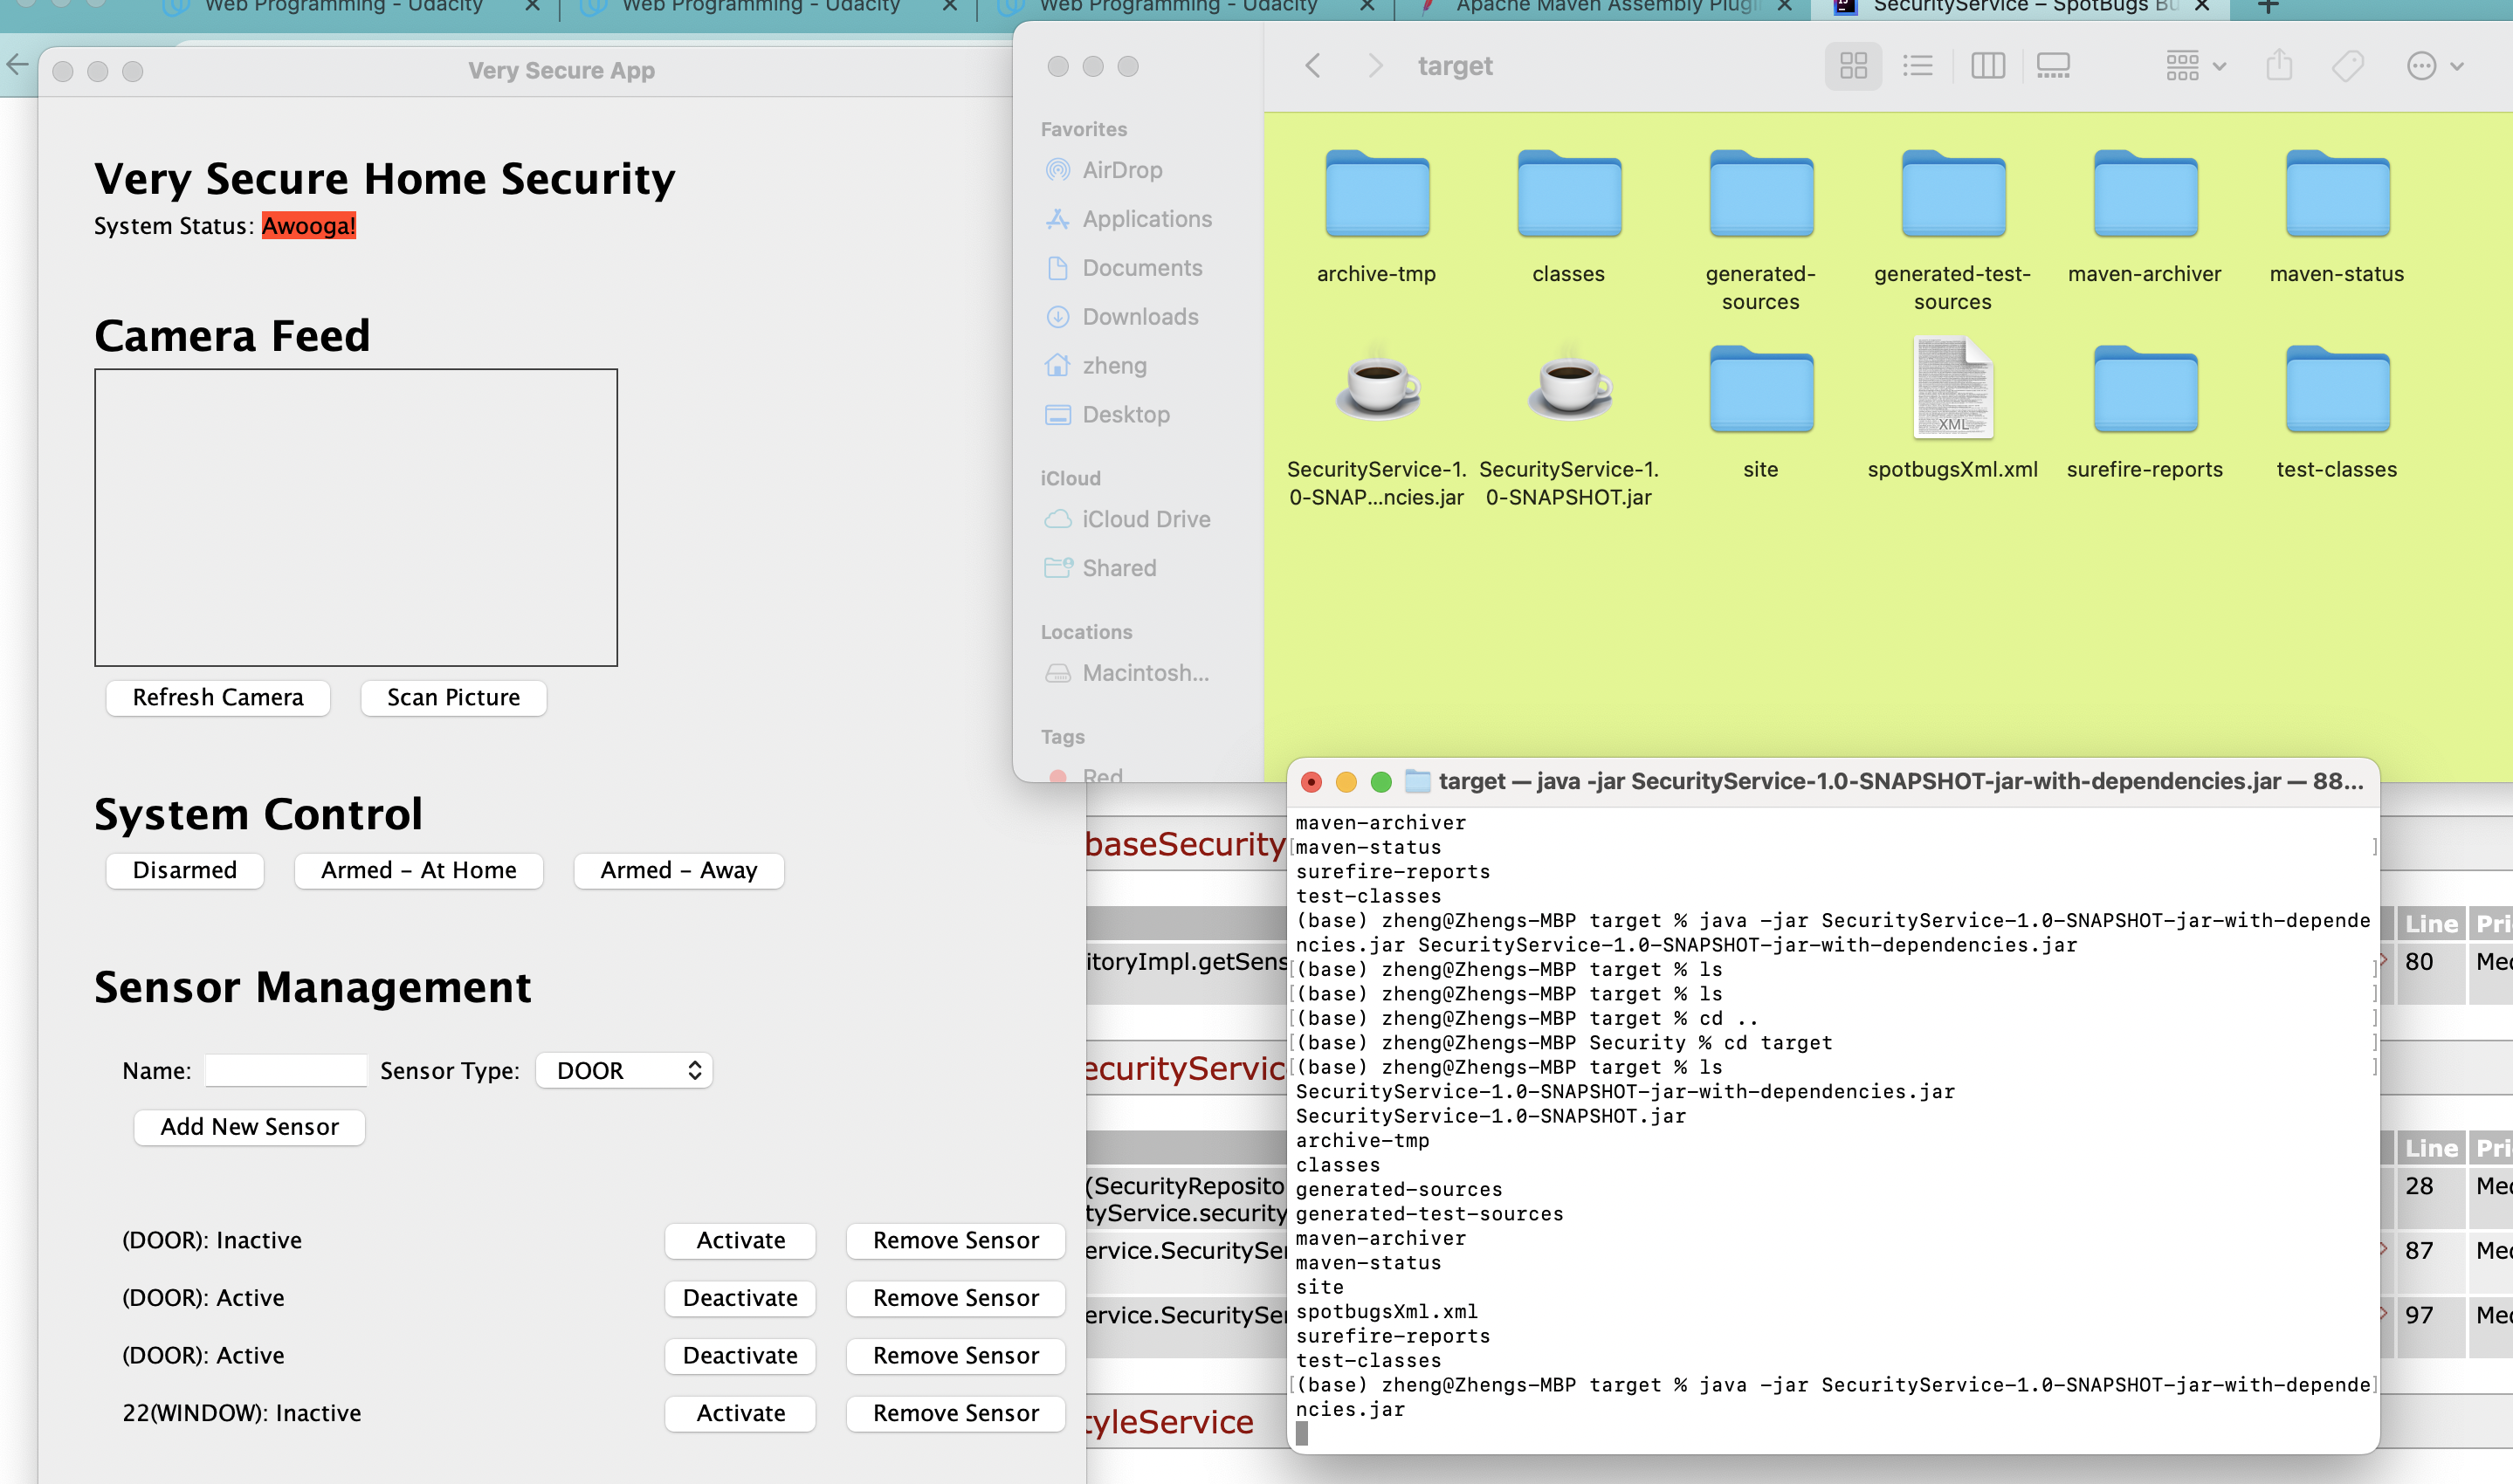 Web Programming - Udacity
Web Programming - Udacity
Web Programming - Udacity
Apache Maven Assembly Plugi
SecurityService – SpotBugs Bu
Very Secure App
Very Secure Home Security
System Status: Awooga!
Camera Feed
Refresh Camera
Scan Picture
System Control
Disarmed
Armed – At Home
Armed – Away
Sensor Management
Name:
Sensor Type:
DOOR
Add New Sensor
(DOOR): Inactive
Activate
Remove Sensor
(DOOR): Active
Deactivate
Remove Sensor
(DOOR): Active
Deactivate
Remove Sensor
22(WINDOW): Inactive
Activate
Remove Sensor
target
Favorites
AirDrop
Applications
Documents
Downloads
zheng
Desktop
iCloud
iCloud Drive
Shared
Locations
Macintosh...
Tags
Red
archive-tmp
classes
generated-
sources
generated-test-
sources
maven-archiver
maven-status
SecurityService-1.
0-SNAP...ncies.jar
SecurityService-1.
0-SNAPSHOT.jar
site
XML
spotbugsXml.xml
surefire-reports
test-classes
baseSecurity
itoryImpl.getSens
ecurityServic
(SecurityReposito
tyService.security
ervice.SecuritySer
ervice.SecuritySer
tyleService
Line
Pri
80
Med
Line
Pri
28
Med
87
Med
97
Med
target — java -jar SecurityService-1.0-SNAPSHOT-jar-with-dependencies.jar — 88...
maven-archiver
maven-status
surefire-reports
test-classes
(base) zheng@Zhengs-MBP target % java -jar SecurityService-1.0-SNAPSHOT-jar-with-depende
ncies.jar SecurityService-1.0-SNAPSHOT-jar-with-dependencies.jar
(base) zheng@Zhengs-MBP target % ls
(base) zheng@Zhengs-MBP target % ls
(base) zheng@Zhengs-MBP target % cd ..
(base) zheng@Zhengs-MBP Security % cd target
(base) zheng@Zhengs-MBP target % ls
SecurityService-1.0-SNAPSHOT-jar-with-dependencies.jar
SecurityService-1.0-SNAPSHOT.jar
archive-tmp
classes
generated-sources
generated-test-sources
maven-archiver
maven-status
site
spotbugsXml.xml
surefire-reports
test-classes
(base) zheng@Zhengs-MBP target % java -jar SecurityService-1.0-SNAPSHOT-jar-with-depende
ncies.jar